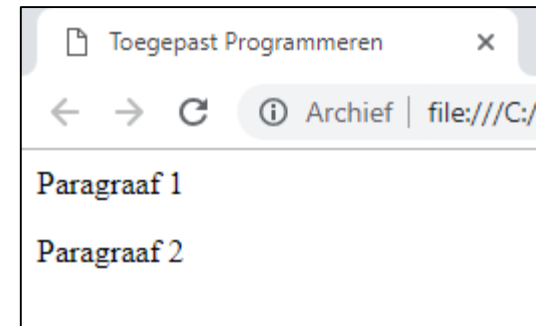 Toegepast Programmeren
Archief | file:///C:/
Paragraaf 1
Paragraaf 2